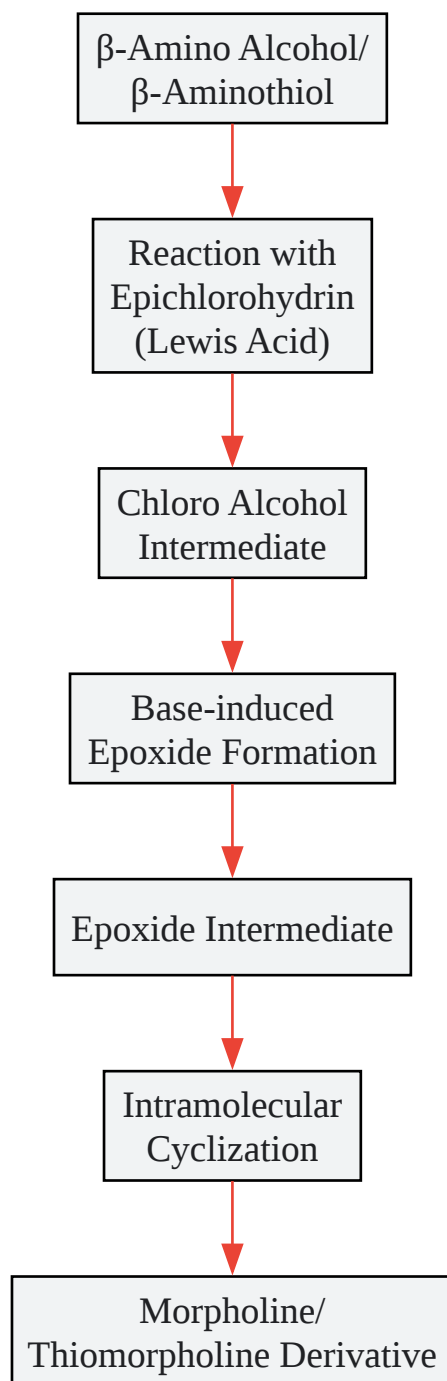 β-Amino Alcohol/
β-Aminothiol
Reaction with
Epichlorohydrin
(Lewis Acid)
Chloro Alcohol
Intermediate
Base-induced
Epoxide Formation
Epoxide Intermediate
Intramolecular
Cyclization
Morpholine/
Thiomorpholine Derivative